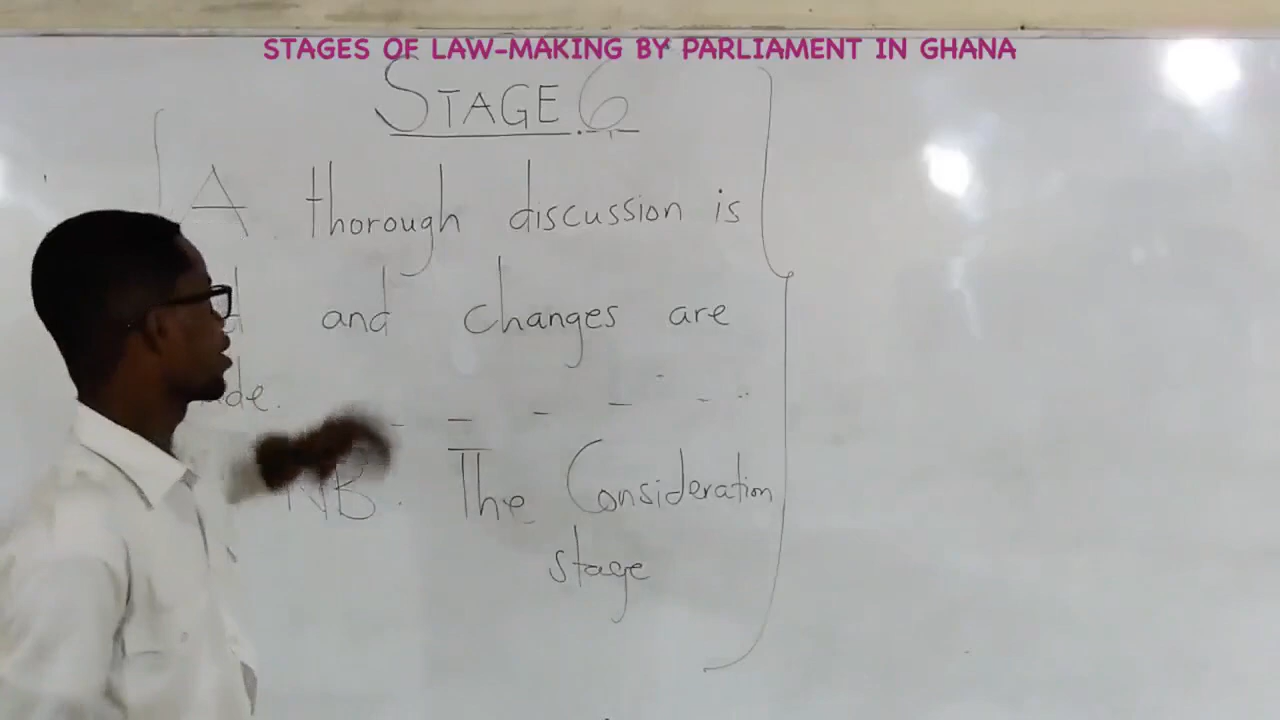 STAGES OF LAW-MAKING BY PARLIAMENT IN GHANA
STAGE 6
A thorough discussion is
and changes are
NB. The Consideration
stage